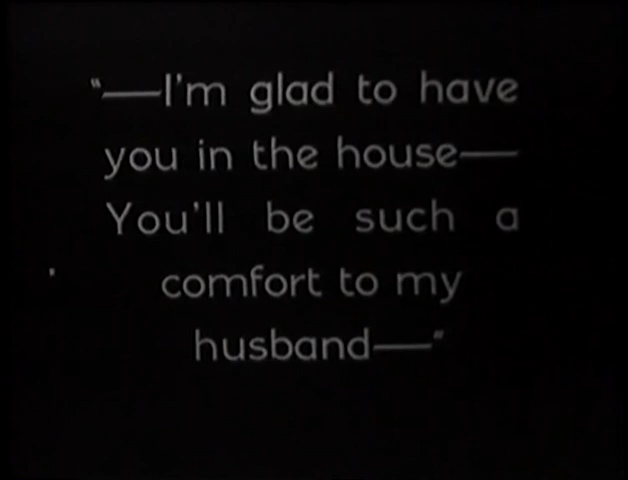 "—I'm glad to have
you in the house—
You'll be such a
comfort to my
husband—"